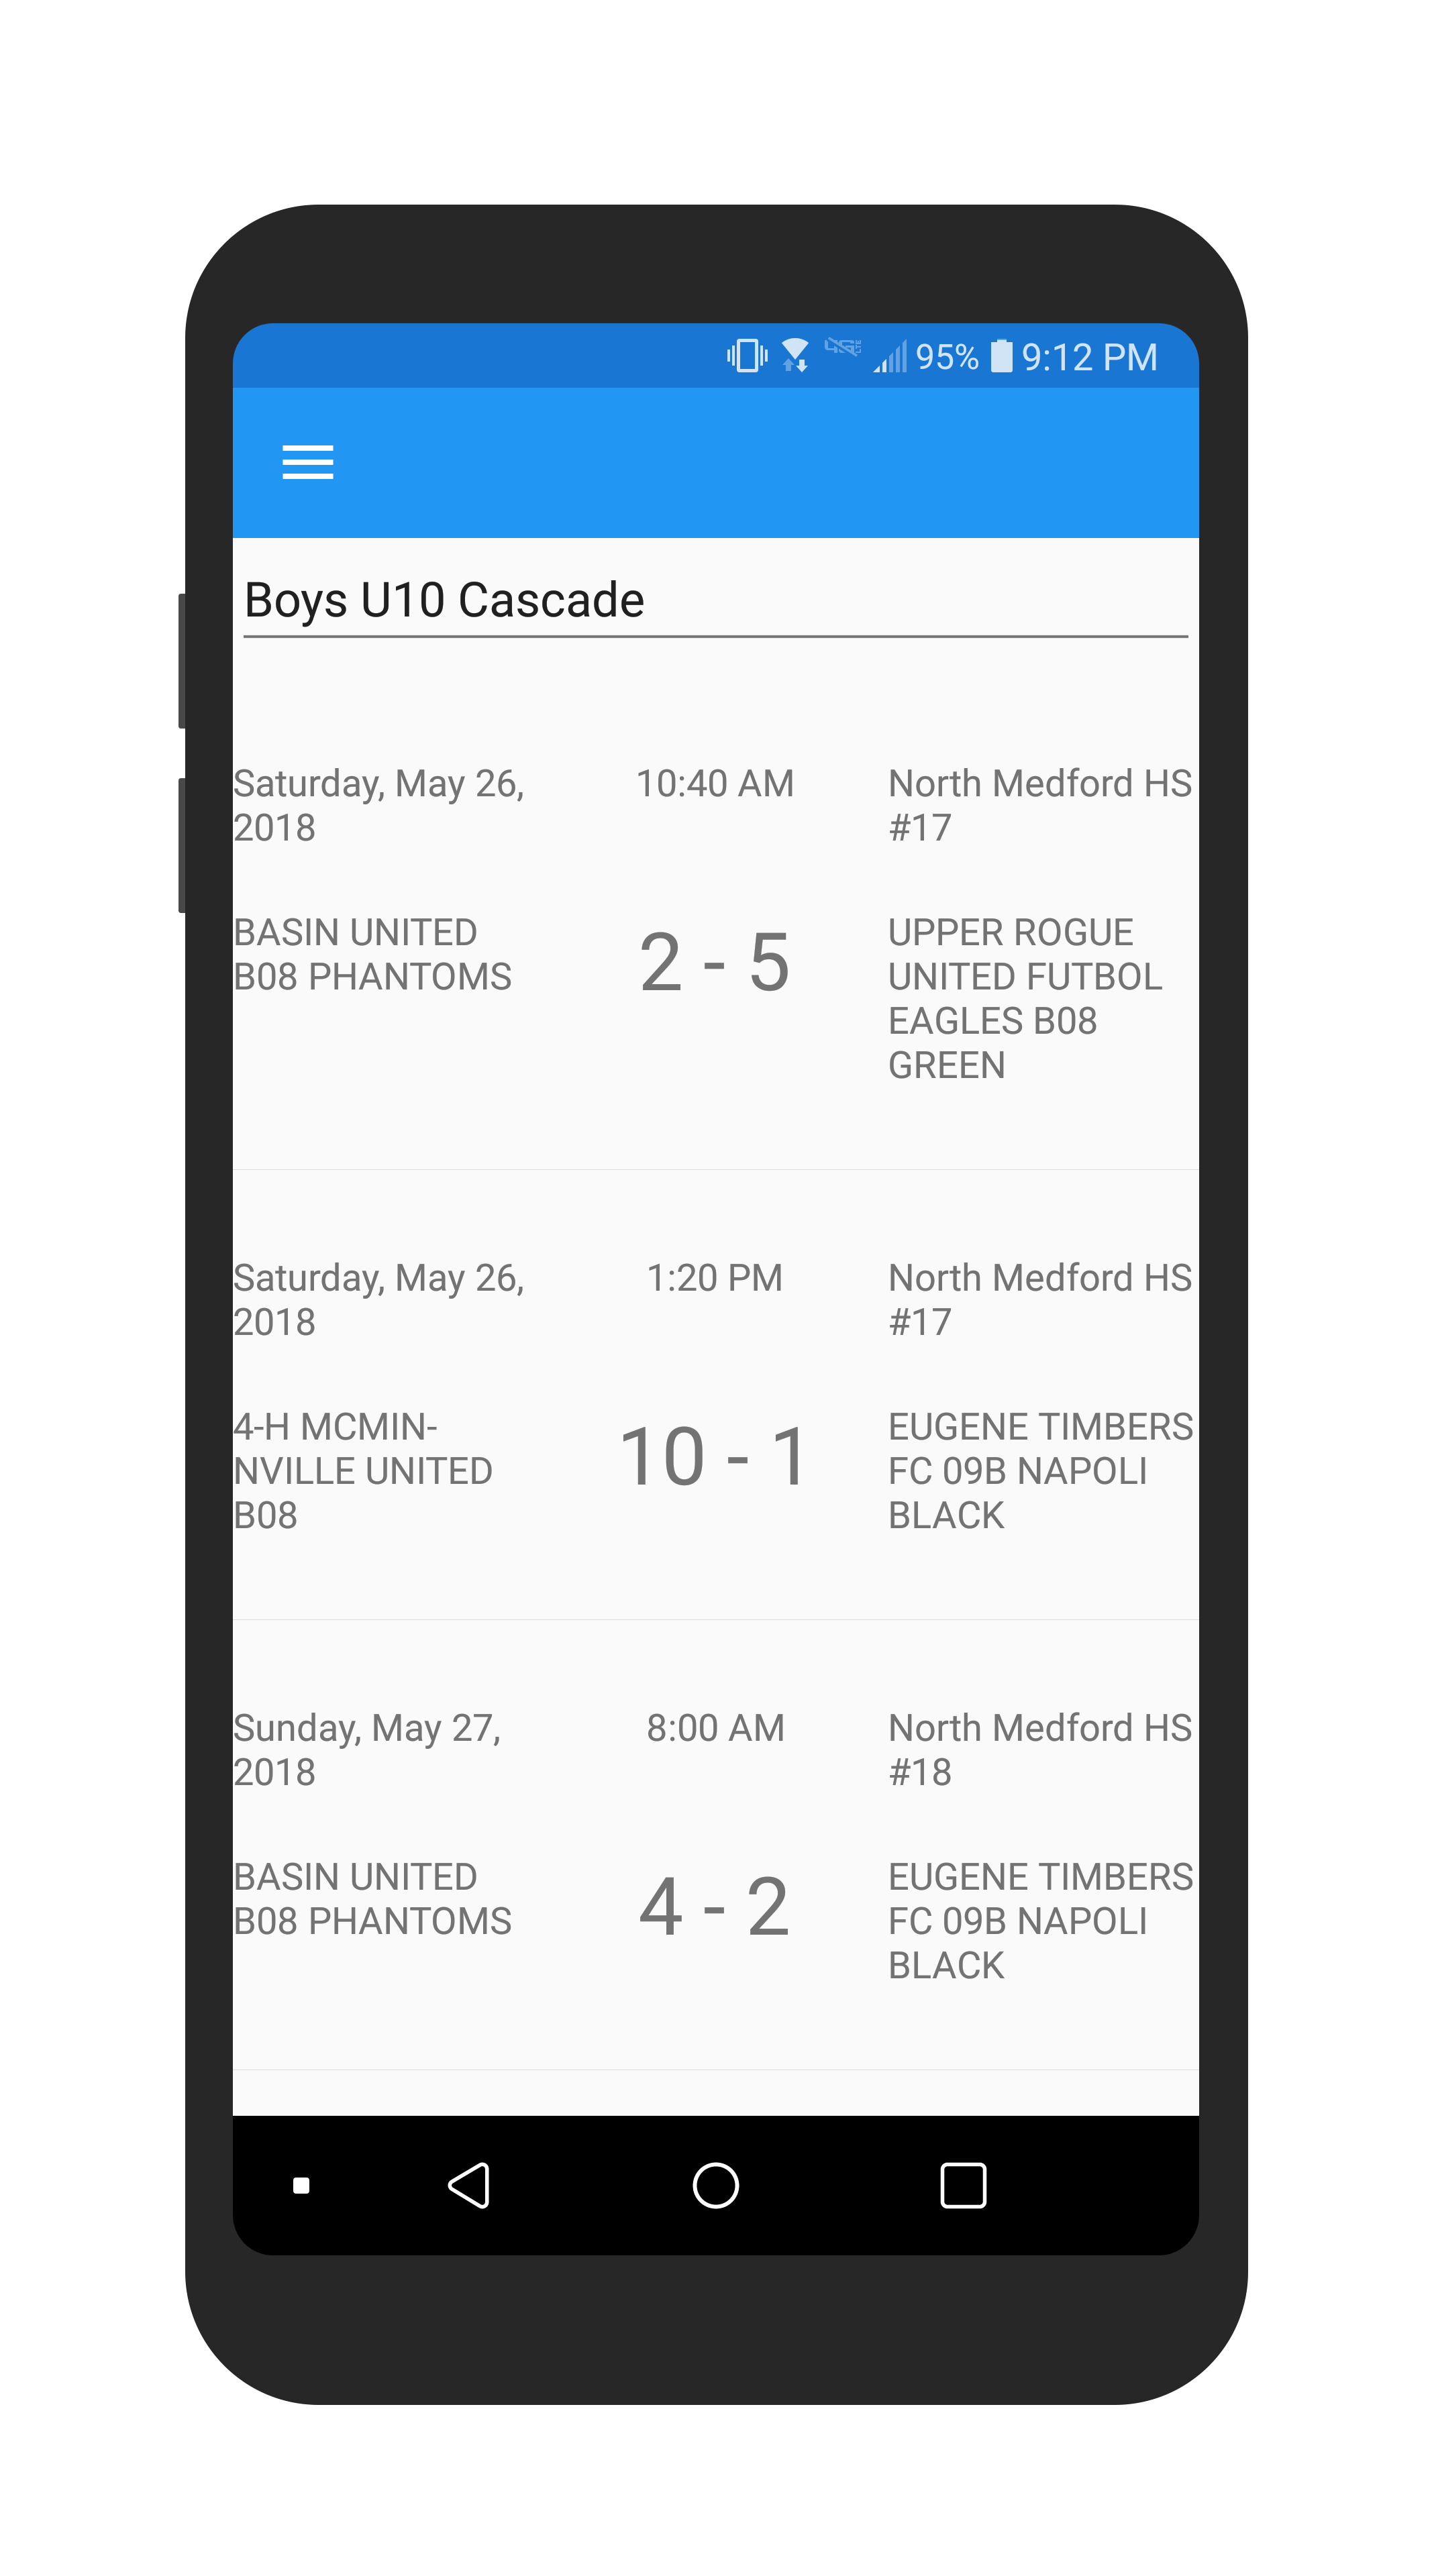 95% 9:12 PM
Boys U10 Cascade
Saturday, May 26, 2018
10:40 AM
North Medford HS #17
BASIN UNITED B08 PHANTOMS
2 - 5
UPPER ROGUE UNITED FUTBOL EAGLES B08 GREEN
Saturday, May 26, 2018
1:20 PM
North Medford HS #17
4-H MCMIN-
NVILLE UNITED B08
10 - 1
EUGENE TIMBERS FC 09B NAPOLI BLACK
Sunday, May 27, 2018
8:00 AM
North Medford HS #18
BASIN UNITED B08 PHANTOMS
4 - 2
EUGENE TIMBERS FC 09B NAPOLI BLACK